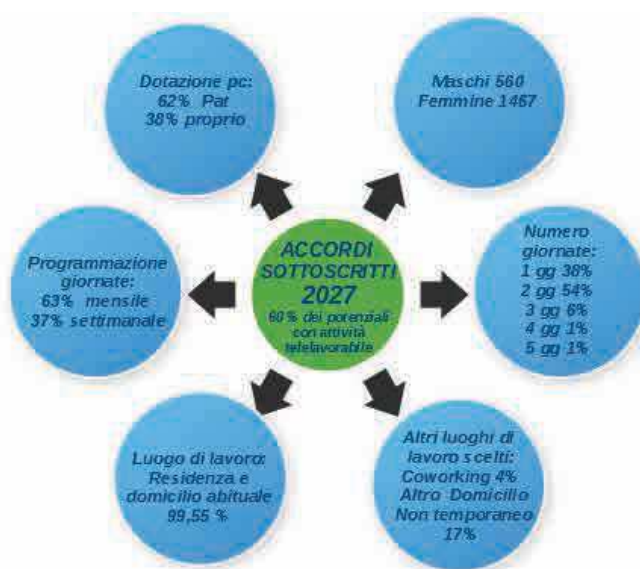 Dotazione pc:
62% Pat
38% proprio
Maschi 560
Femmine 1467
Programmazione
giornate:
63% mensile
37% settimanale
ACCORDI
SOTTOSCRITTI
2027
60% dei potenziali
con attività
telelavorabile
Numero
giornate:
1 gg 38%
2 gg 54%
3 gg 6%
4 gg 1%
5 gg 1%
Luogo di lavoro:
Residenza e
domicilio abituale
99,55 %
Altri luoghi di
lavoro scelti:
Coworking 4%
Altro Domicilio
Non temporaneo
17%